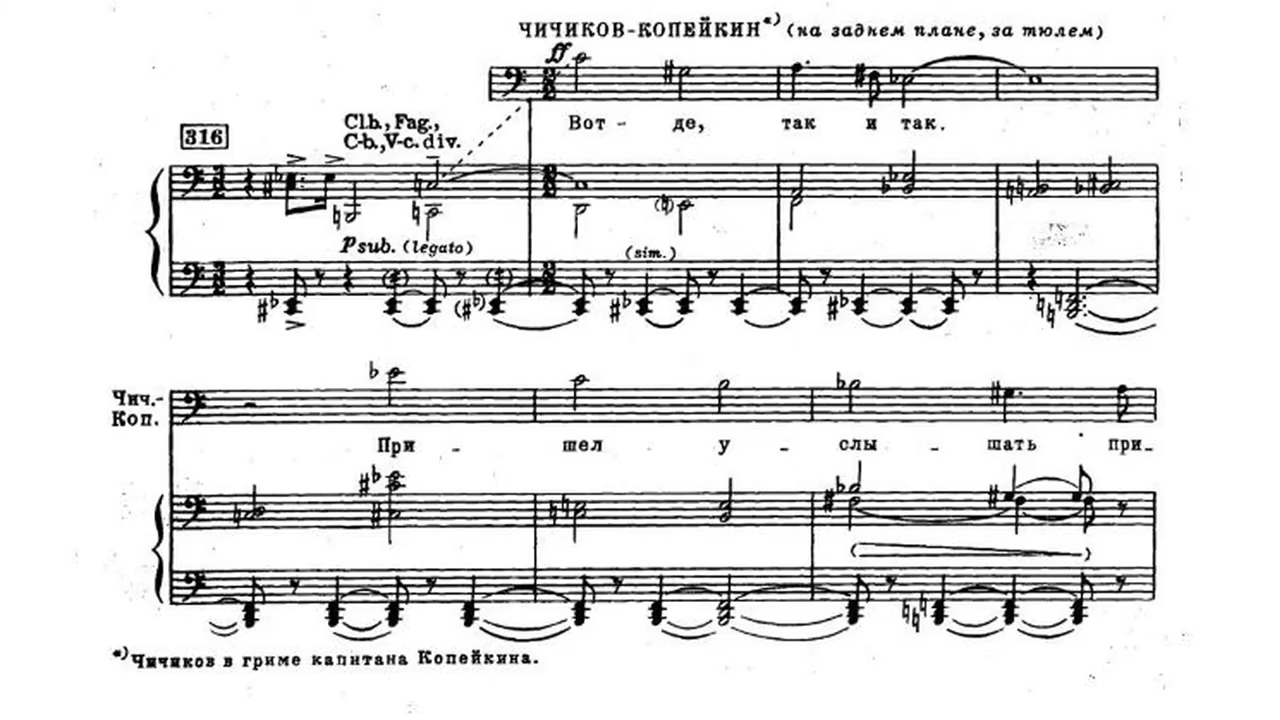 ЧИЧИКОВ-КОПЕЙКИН*) (на заднем плане, за тюлем)
ff
Вот - де, так и так.
316
Cl.b., Fag.,
C-b., V-c. div.
P sub. (legato)
(sim.)
Чич.-
Коп.
При - шел у - слы - шать при-
*) Чичиков в гриме капитана Копейкина.